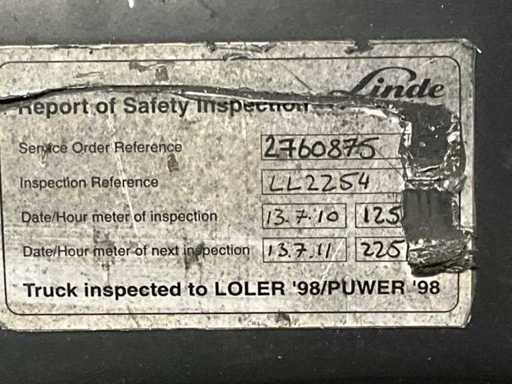 Linde
Report of Safety Inspection
Service Order Reference 2760875
Inspection Reference LL2254
Date/Hour meter of inspection 13.7.10 125
Date/Hour meter of next inspection 13.7.11 225
Truck inspected to LOLER '98/PUWER '98